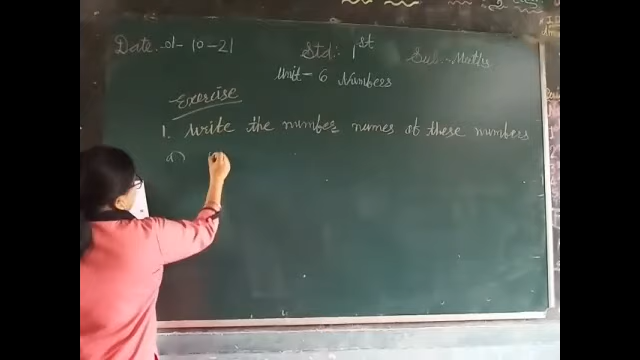 Date :- 01-10-21 Std: 1st Sub:- Maths
Unit - 6 Numbers
Exercise
1. Write the number names of these numbers
a)